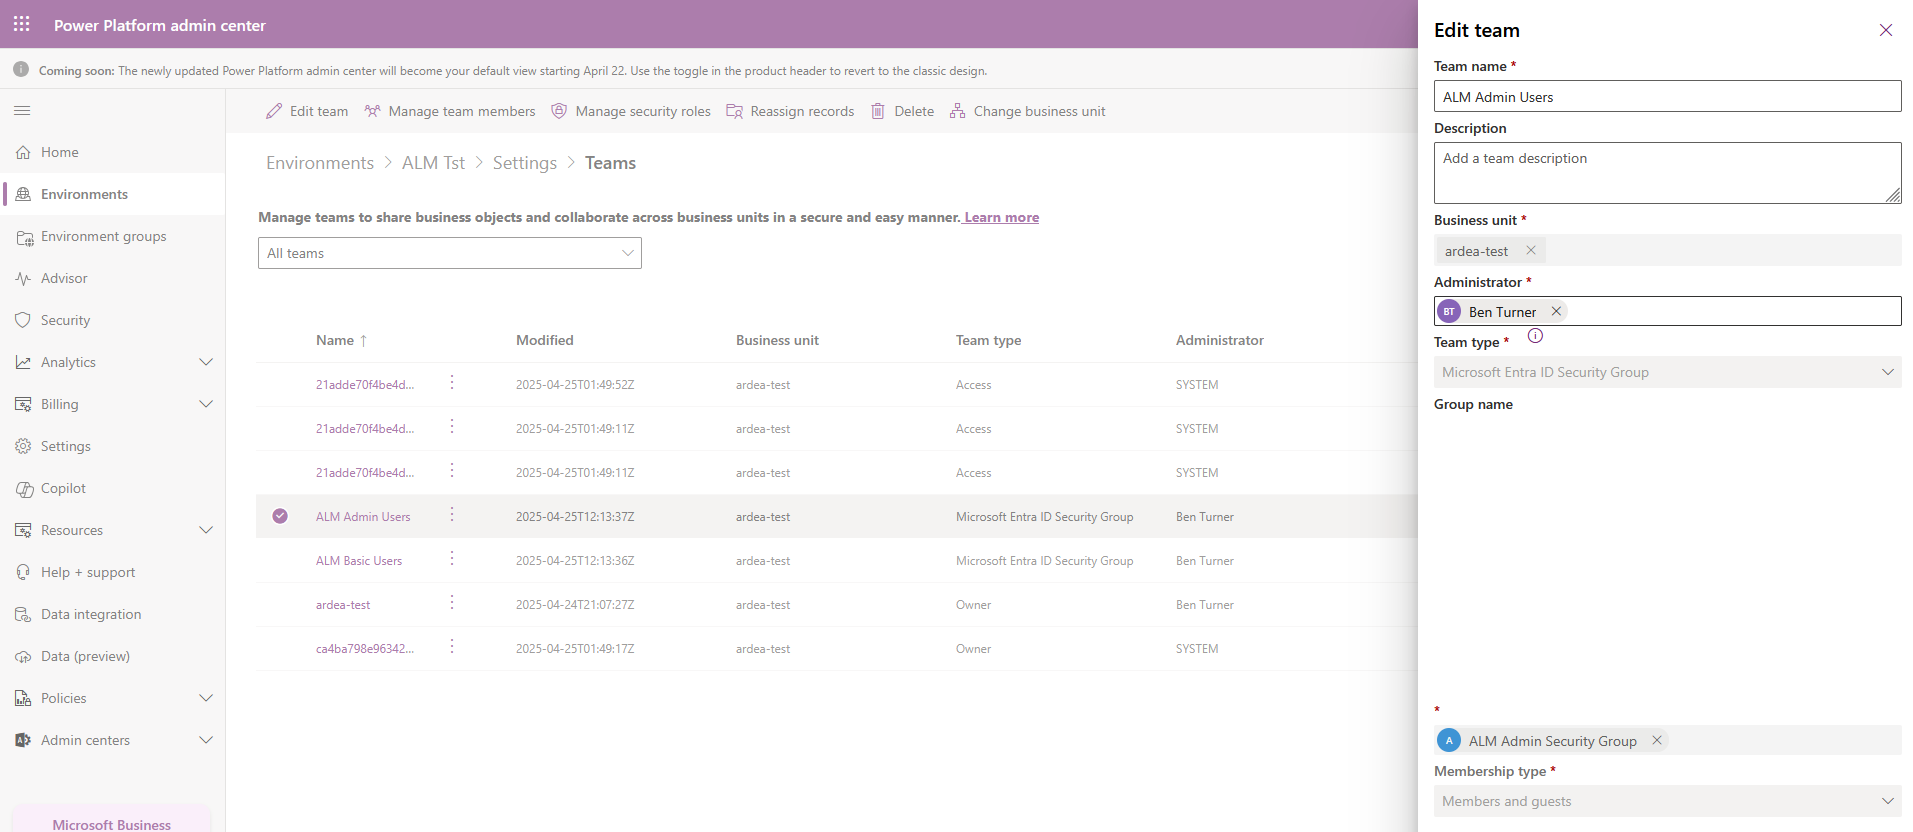 Power Platform admin center
Coming soon: The newly updated Power Platform admin center will become your default view starting April 22. Use the toggle in the product header to revert to the classic design.
Home
Environments
Environment groups
Advisor
Security
Analytics
Billing
Settings
Copilot
Resources
Help + support
Data integration
Data (preview)
Policies
Admin centers
Microsoft Business
Edit team Manage team members Manage security roles Reassign records Delete Change business unit
Environments > ALM Tst > Settings > Teams
Manage teams to share business objects and collaborate across business units in a secure and easy manner. Learn more
All teams
Name ↑ Modified Business unit Team type Administrator
21adde70f4be4d... 2025-04-25T01:49:52Z ardea-test Access SYSTEM
21adde70f4be4d... 2025-04-25T01:49:11Z ardea-test Access SYSTEM
21adde70f4be4d... 2025-04-25T01:49:11Z ardea-test Access SYSTEM
ALM Admin Users 2025-04-25T12:13:37Z ardea-test Microsoft Entra ID Security Group Ben Turner
ALM Basic Users 2025-04-25T12:13:36Z ardea-test Microsoft Entra ID Security Group Ben Turner
ardea-test 2025-04-24T21:07:27Z ardea-test Owner Ben Turner
ca4ba798e96342... 2025-04-25T01:49:17Z ardea-test Owner SYSTEM
Edit team
Team name *
ALM Admin Users
Description
Add a team description
Business unit *
ardea-test
Administrator *
BT Ben Turner
Team type *
Microsoft Entra ID Security Group
Group name
*
A ALM Admin Security Group
Membership type *
Members and guests